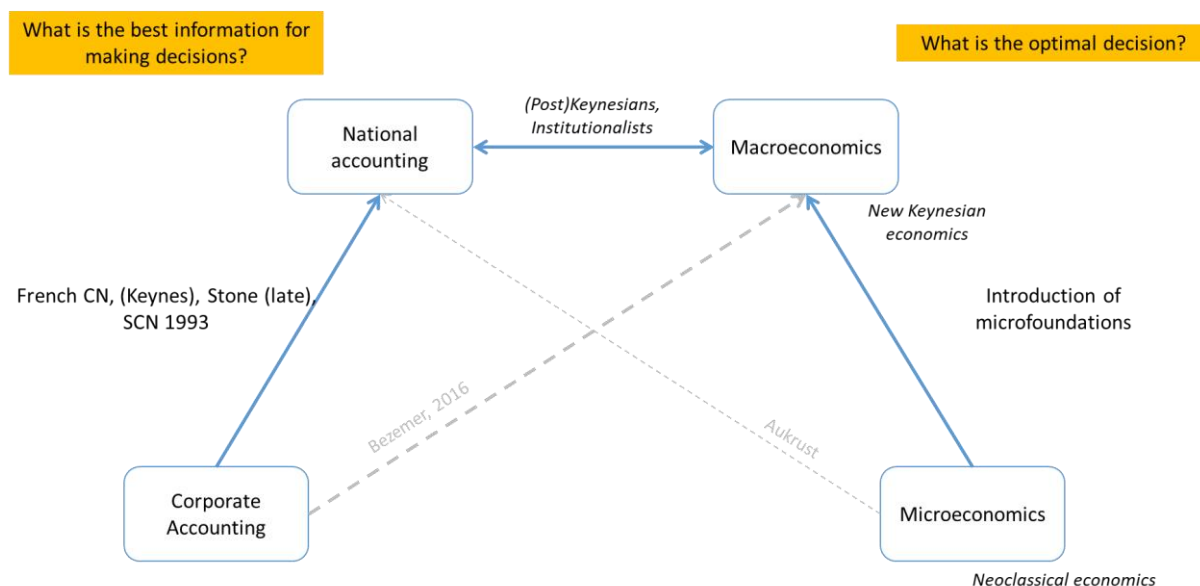 What is the best information for
making decisions?
What is the optimal decision?
(Post)Keynesians,
Institutionalists
National
accounting
Macroeconomics
New Keynesian
economics
French CN, (Keynes), Stone (late),
SCN 1993
Introduction of
microfoundations
Bezemer, 2016
Aukrust
Corporate
Accounting
Microeconomics
Neoclassical economics